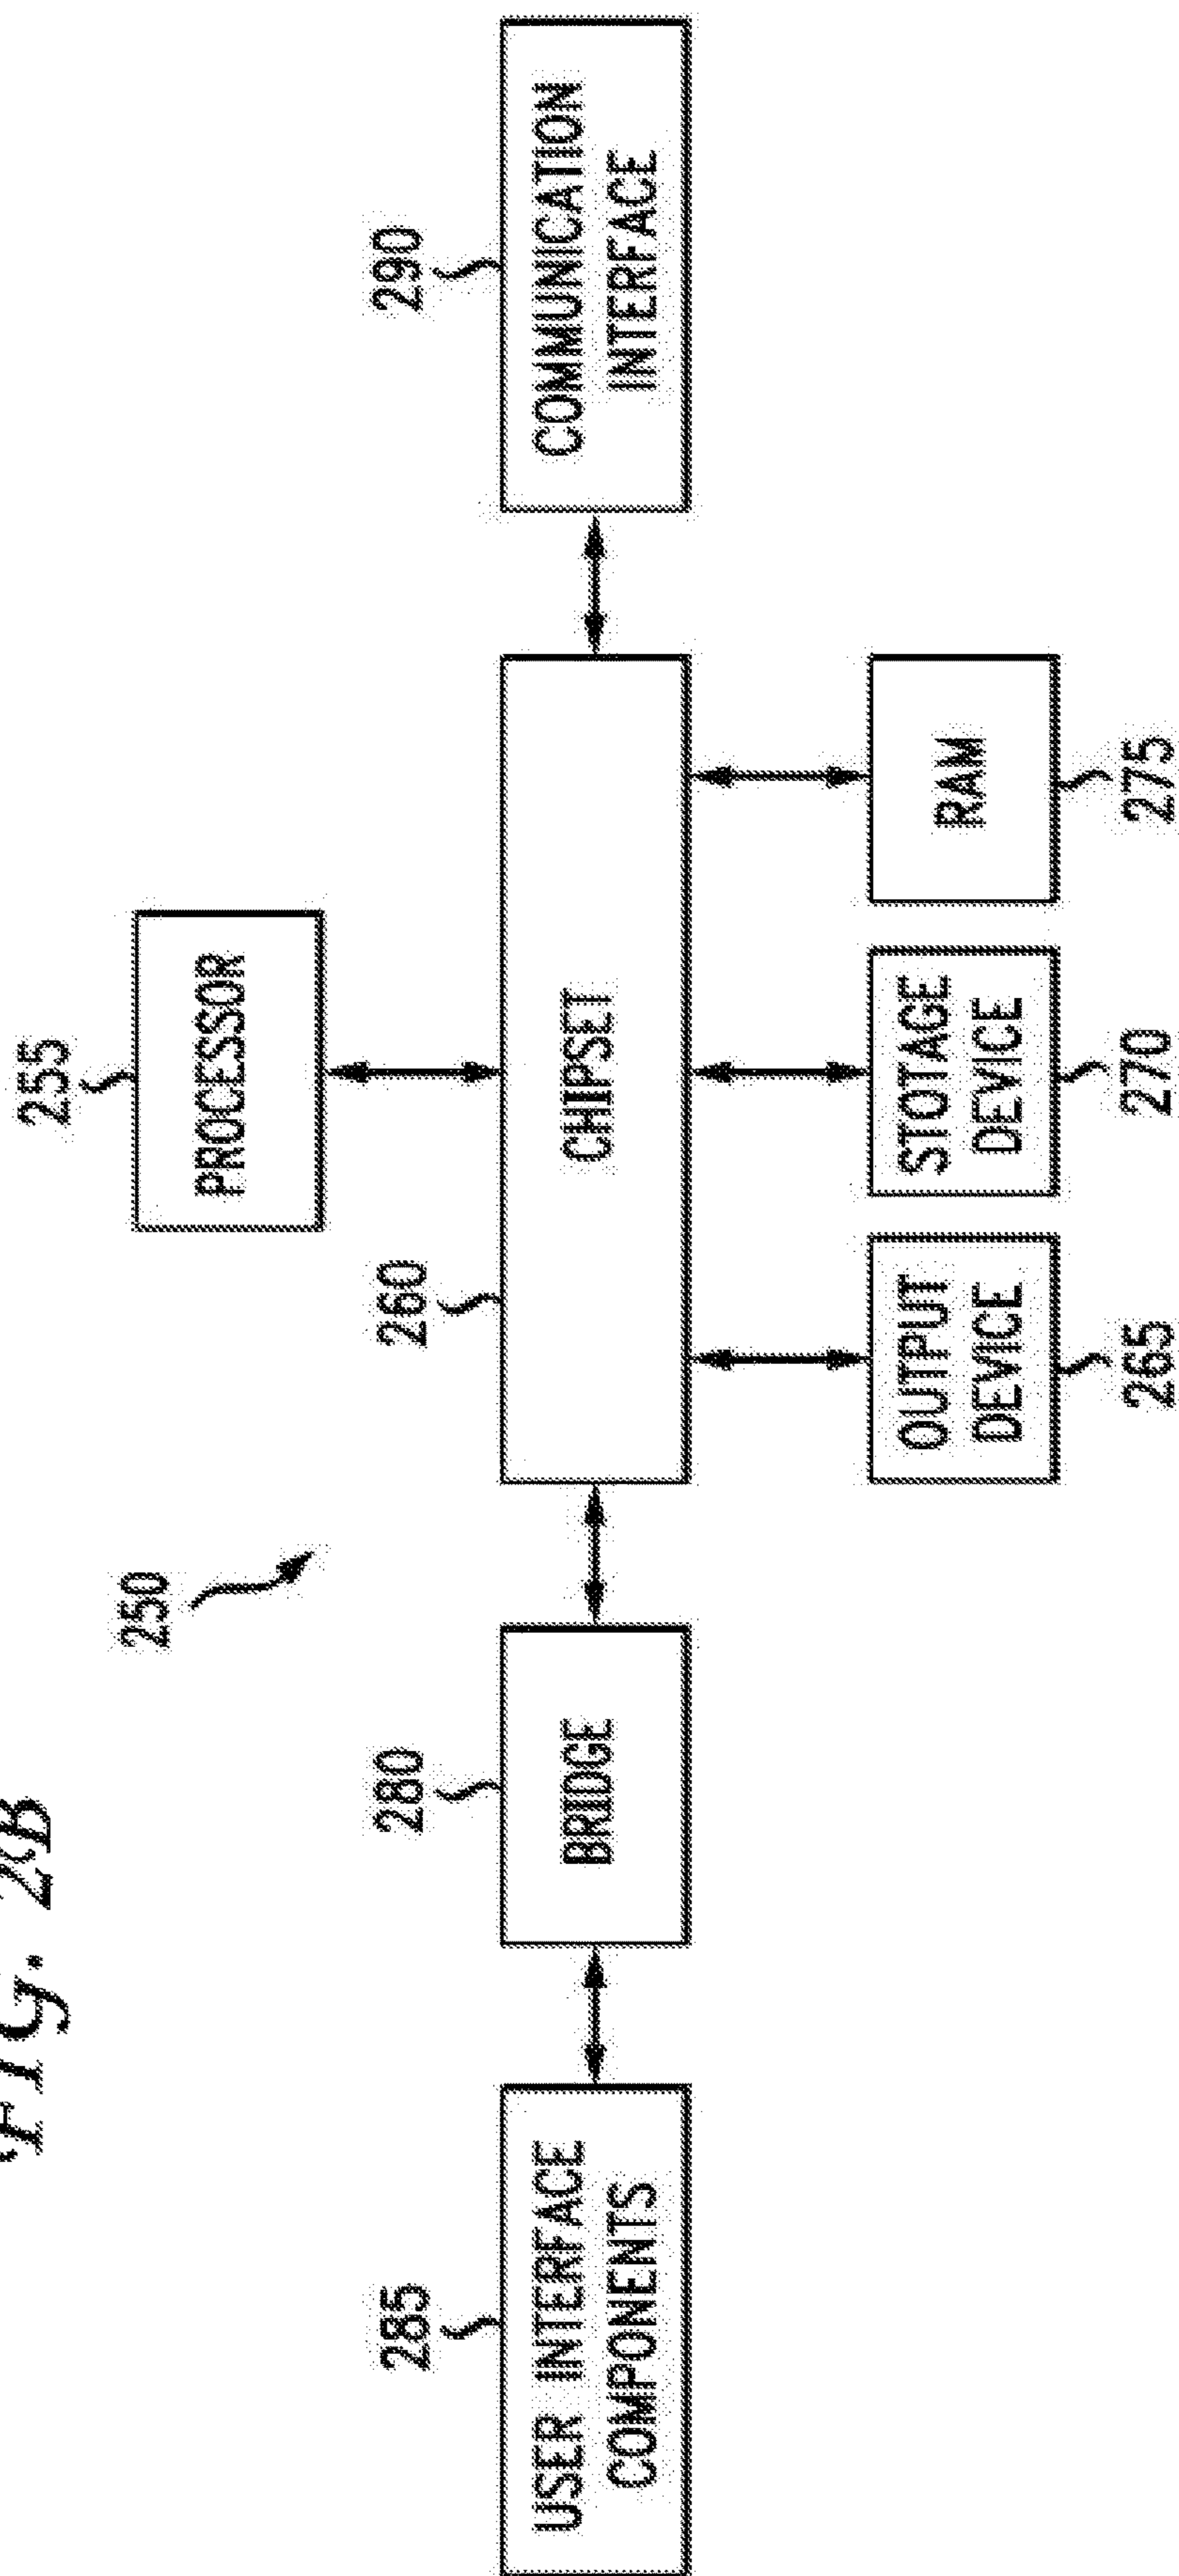 FIG. 2B
250
255
PROCESSOR
285
USER INTERFACE
COMPONENTS
280
BRIDGE
260
CHIPSET
290
COMMUNICATION
INTERFACE
OUTPUT
DEVICE
265
STOTAGE
DEVICE
270
RAM
275